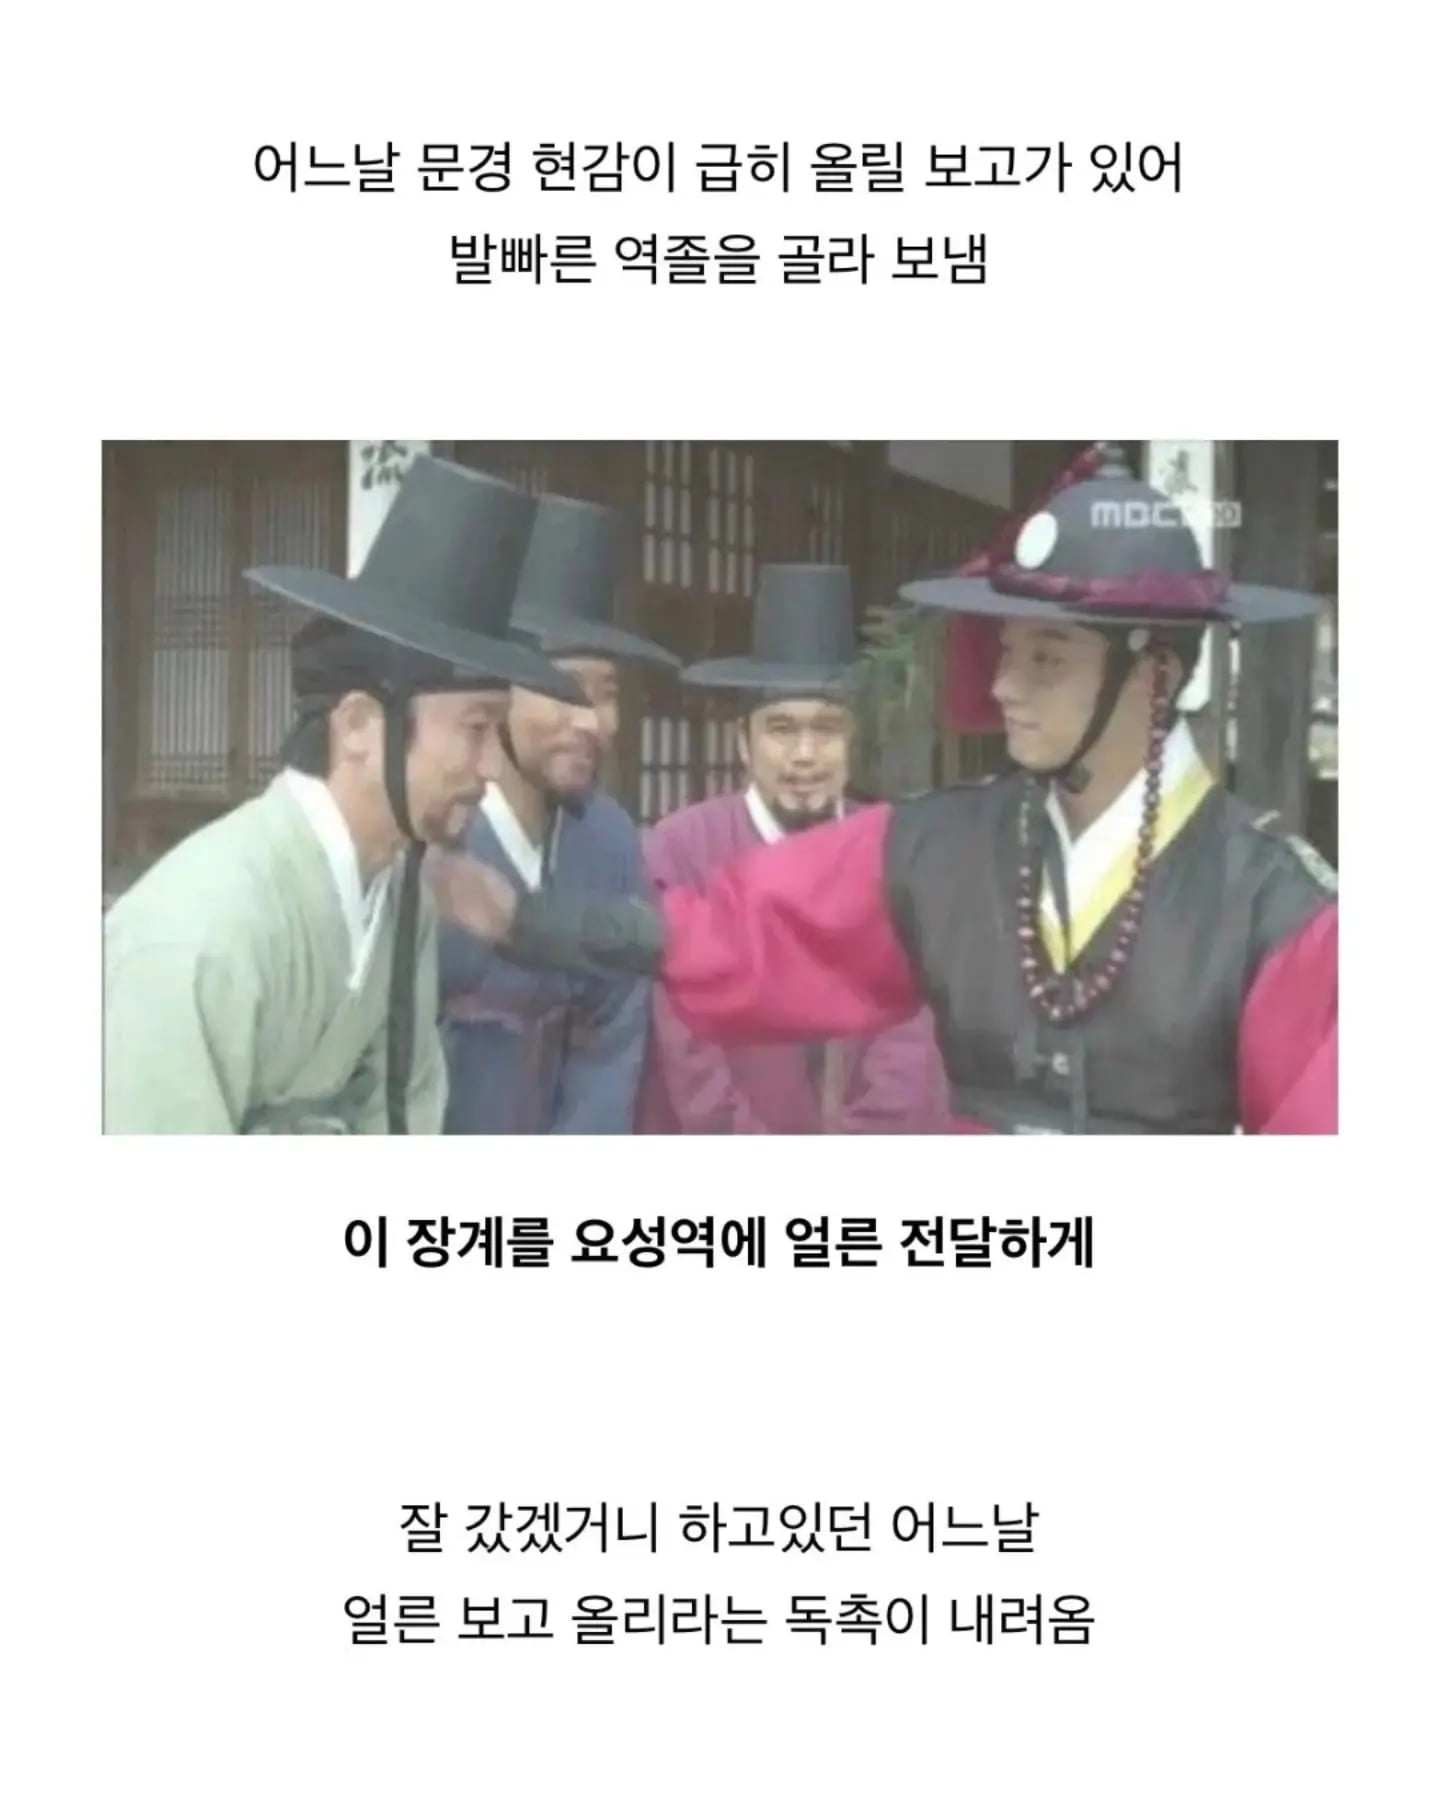 어느날 문경 현감이 급히 올릴 보고가 있어
발빠른 역졸을 골라 보냄
이 장계를 요성역에 얼른 전달하게
잘 갔겠거니 하고있던 어느날
얼른 보고 올리라는 독촉이 내려옴